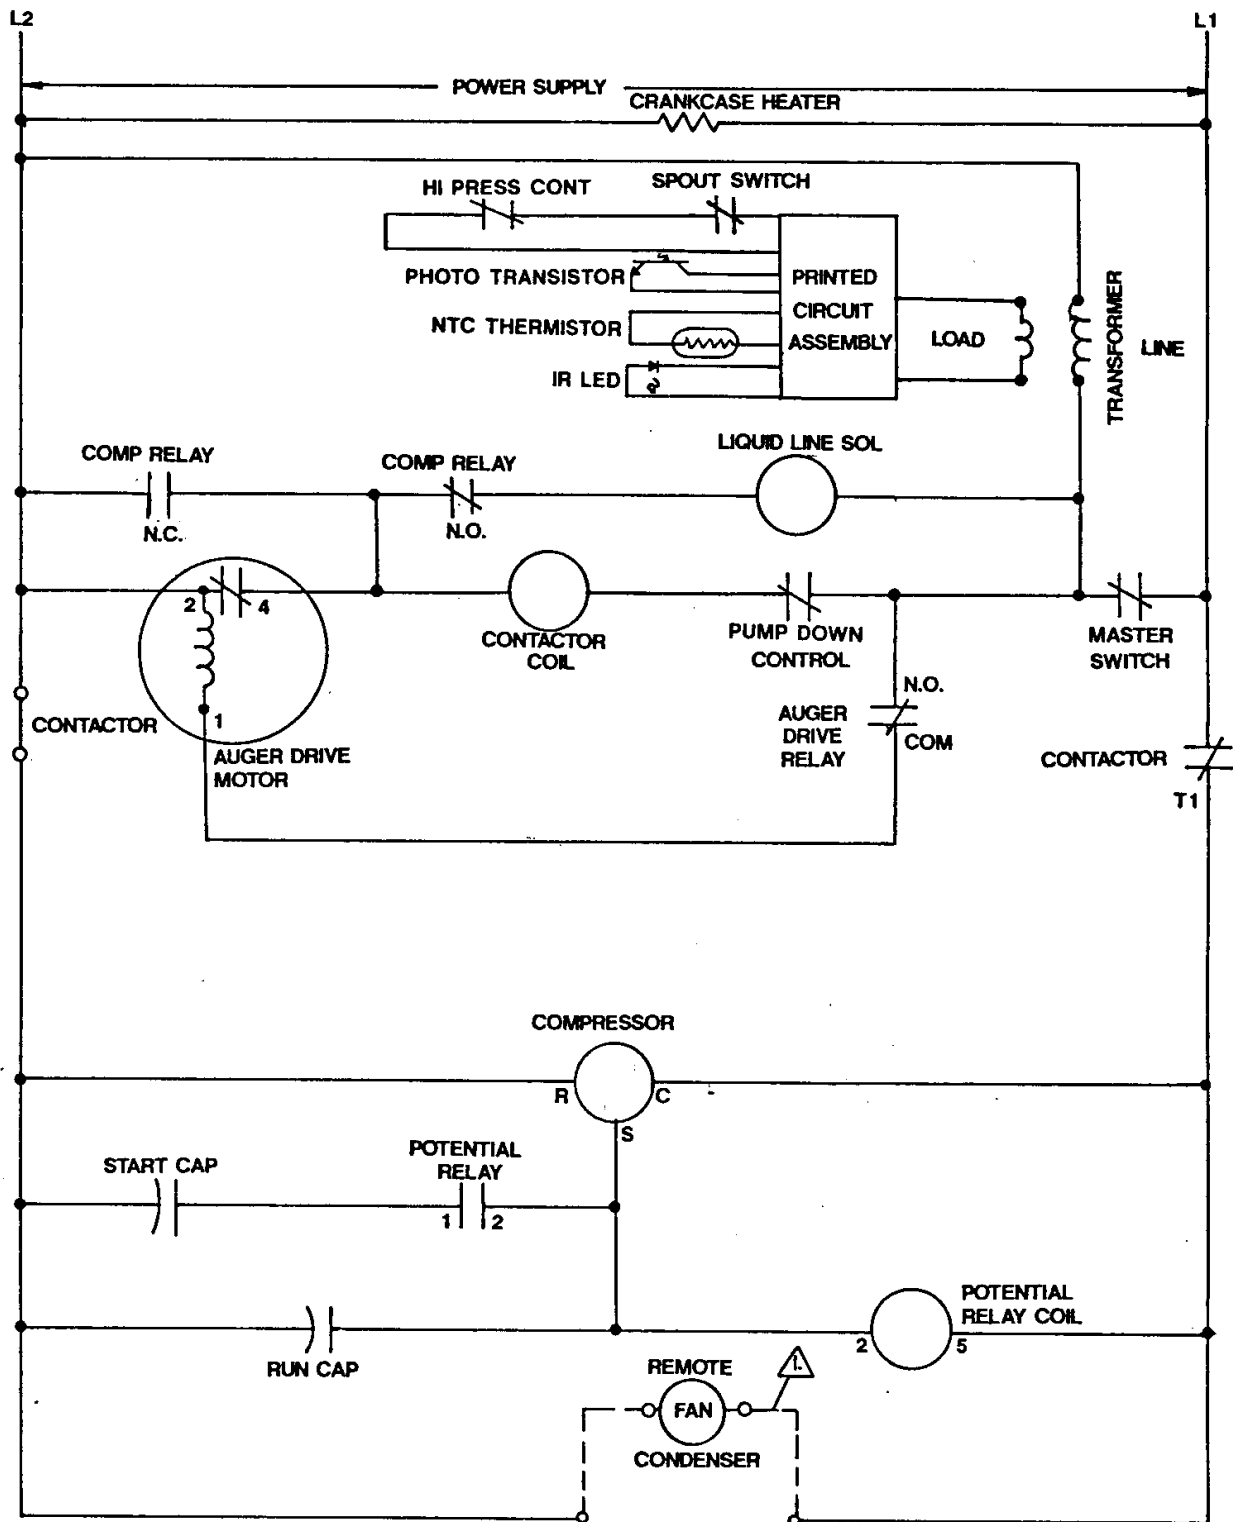 L2
L1
POWER SUPPLY
CRANKCASE HEATER
HI PRESS CONT
SPOUT SWITCH
PHOTO TRANSISTOR
PRINTED
CIRCUIT
ASSEMBLY
NTC THERMISTOR
IR LED
LOAD
TRANSFORMER
LINE
COMP RELAY
N.C.
COMP RELAY
N.O.
LIQUID LINE SOL
2
4
1
CONTACTOR
COIL
PUMP DOWN
CONTROL
MASTER
SWITCH
CONTACTOR
AUGER DRIVE
MOTOR
AUGER
DRIVE
RELAY
N.O.
COM
CONTACTOR
T1
COMPRESSOR
R
C
S
START CAP
POTENTIAL
RELAY
1
2
RUN CAP
POTENTIAL
RELAY COIL
2
5
REMOTE
FAN
CONDENSER
1.